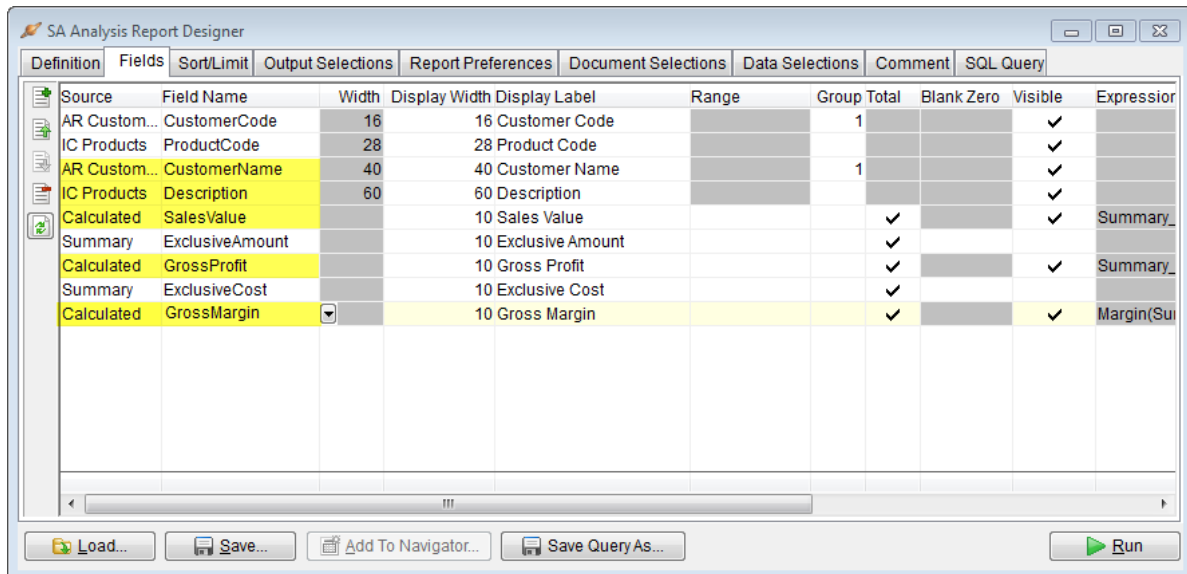 SA Analysis Report Designer
Definition Fields Sort/Limit Output Selections Report Preferences Document Selections Data Selections Comment SQL Query
Source Field Name Width Display Width Display Label Range Group Total Blank Zero Visible Expression
AR Custom... CustomerCode 16 16 Customer Code 1
IC Products ProductCode 28 28 Product Code
AR Custom... CustomerName 40 40 Customer Name 1
IC Products Description 60 60 Description
Calculated SalesValue 10 Sales Value Summary_
Summary ExclusiveAmount 10 Exclusive Amount
Calculated GrossProfit 10 Gross Profit Summary_
Summary ExclusiveCost 10 Exclusive Cost
Calculated GrossMargin 10 Gross Margin Margin(Su
Load... Save... Add To Navigator... Save Query As... Run